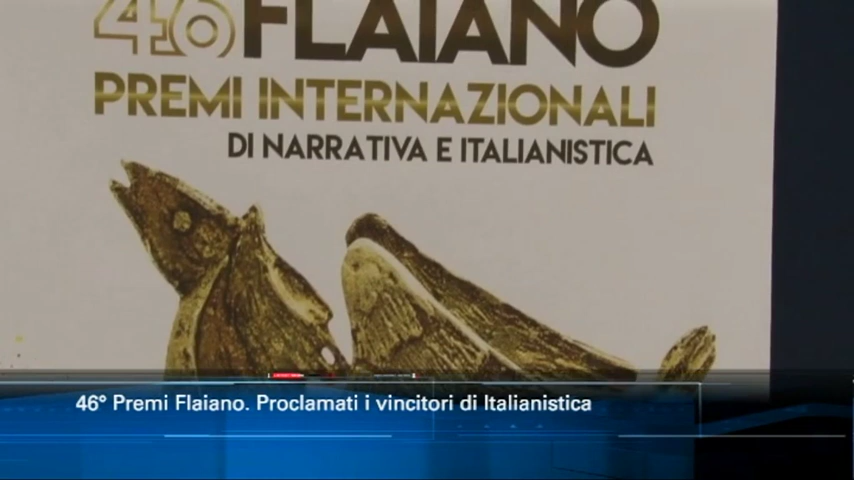 46 FLAIANO
PREMI INTERNAZIONALI
DI NARRATIVA E ITALIANISTICA
46° Premi Flaiano. Proclamati i vincitori di Italianistica